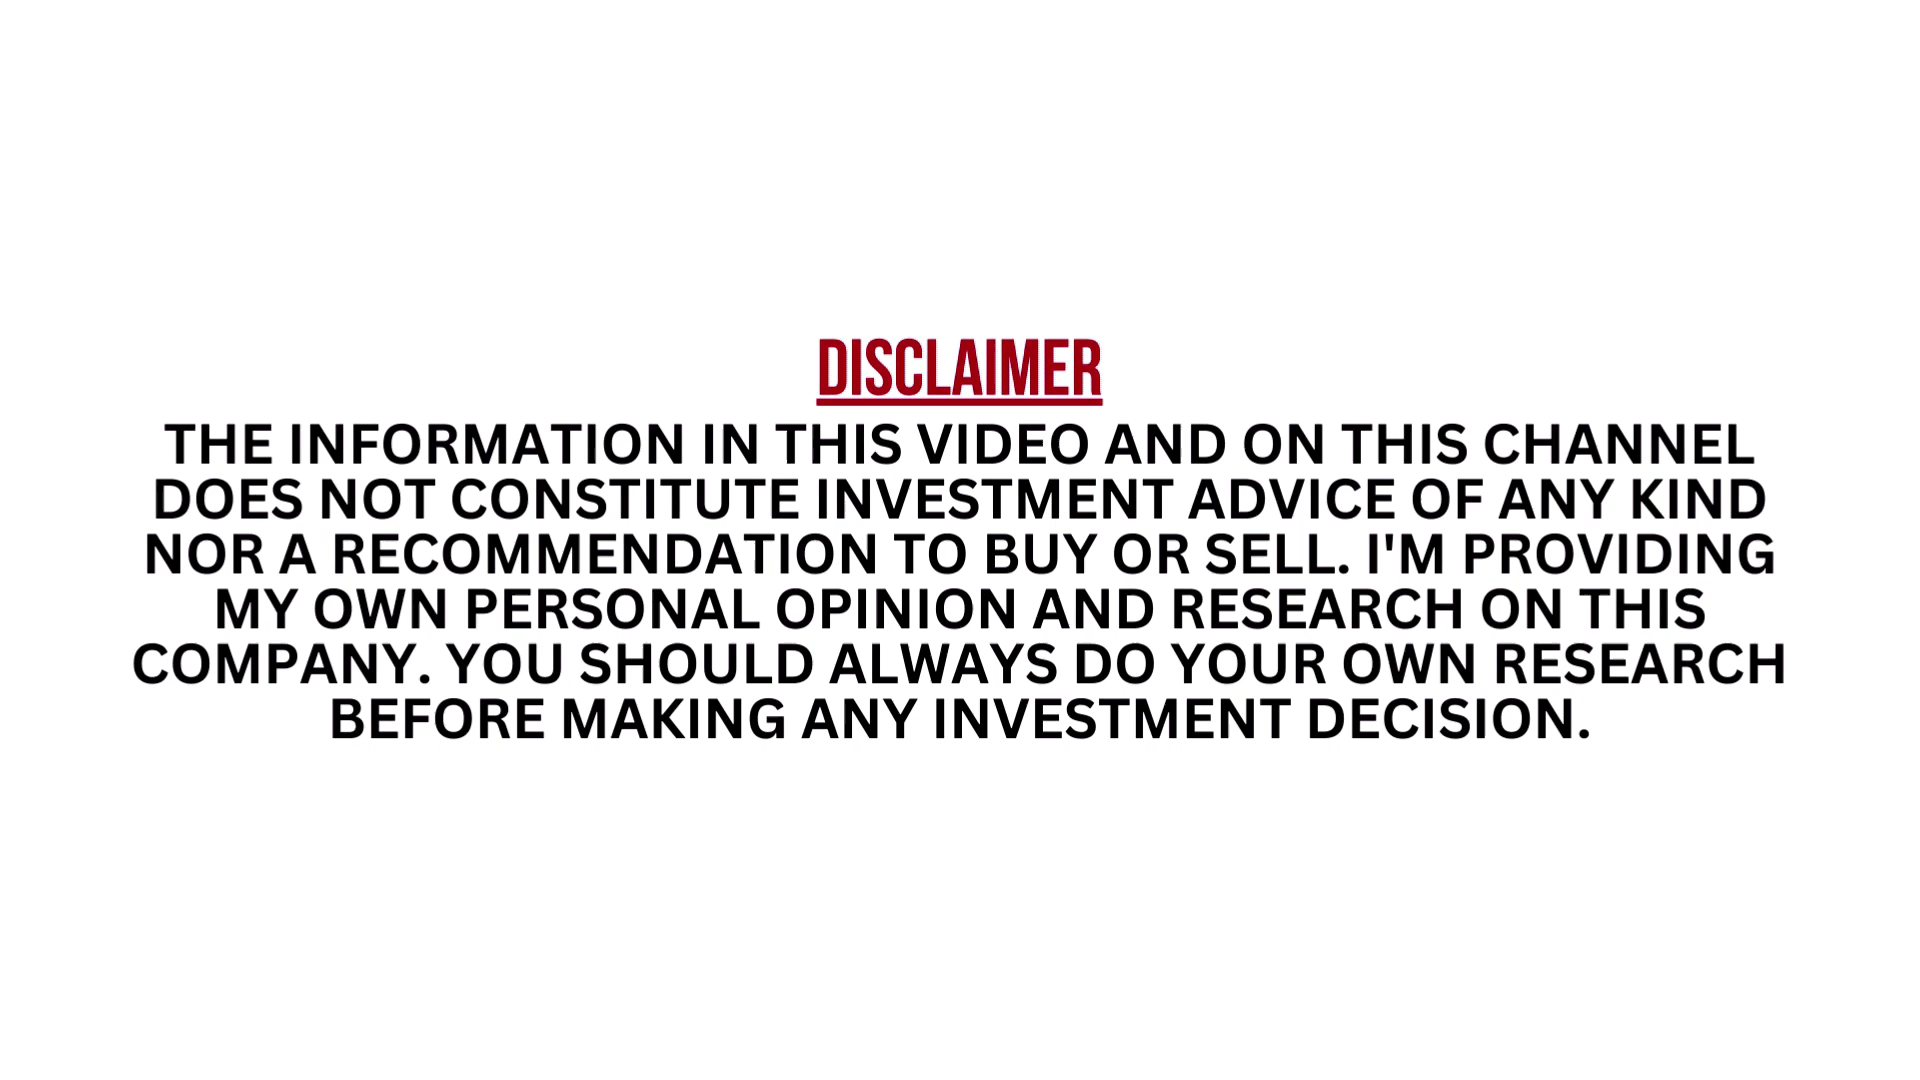 DISCLAIMER
THE INFORMATION IN THIS VIDEO AND ON THIS CHANNEL
DOES NOT CONSTITUTE INVESTMENT ADVICE OF ANY KIND
NOR A RECOMMENDATION TO BUY OR SELL. I'M PROVIDING
MY OWN PERSONAL OPINION AND RESEARCH ON THIS
COMPANY. YOU SHOULD ALWAYS DO YOUR OWN RESEARCH
BEFORE MAKING ANY INVESTMENT DECISION.